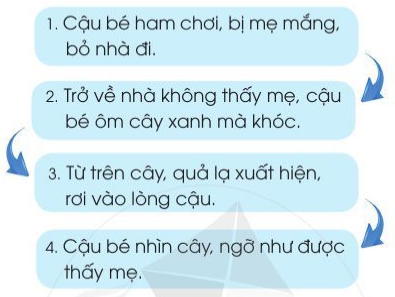 1. Cậu bé ham chơi, bị mẹ mắng,
bỏ nhà đi.
2. Trở về nhà không thấy mẹ, cậu
bé ôm cây xanh mà khóc.
3. Từ trên cây, quả lạ xuất hiện,
rơi vào lòng cậu.
4. Cậu bé nhìn cây, ngỡ như được
thấy mẹ.